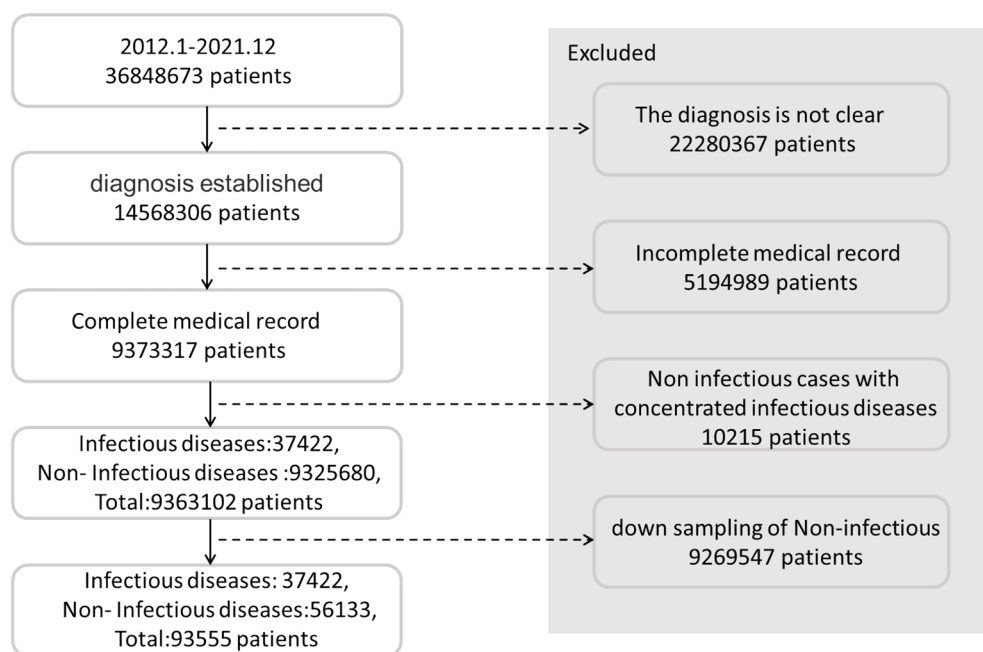 2012.1-2021.12
36848673 patients
Excluded
The diagnosis is not clear
22280367 patients
diagnosis established
14568306 patients
Incomplete medical record
5194989 patients
Complete medical record
9373317 patients
Non infectious cases with
concentrated infectious diseases
10215 patients
Infectious diseases:37422,
Non- Infectious diseases :9325680,
Total:9363102 patients
down sampling of Non-infectious
9269547 patients
Infectious diseases: 37422,
Non- Infectious diseases:56133,
Total:93555 patients